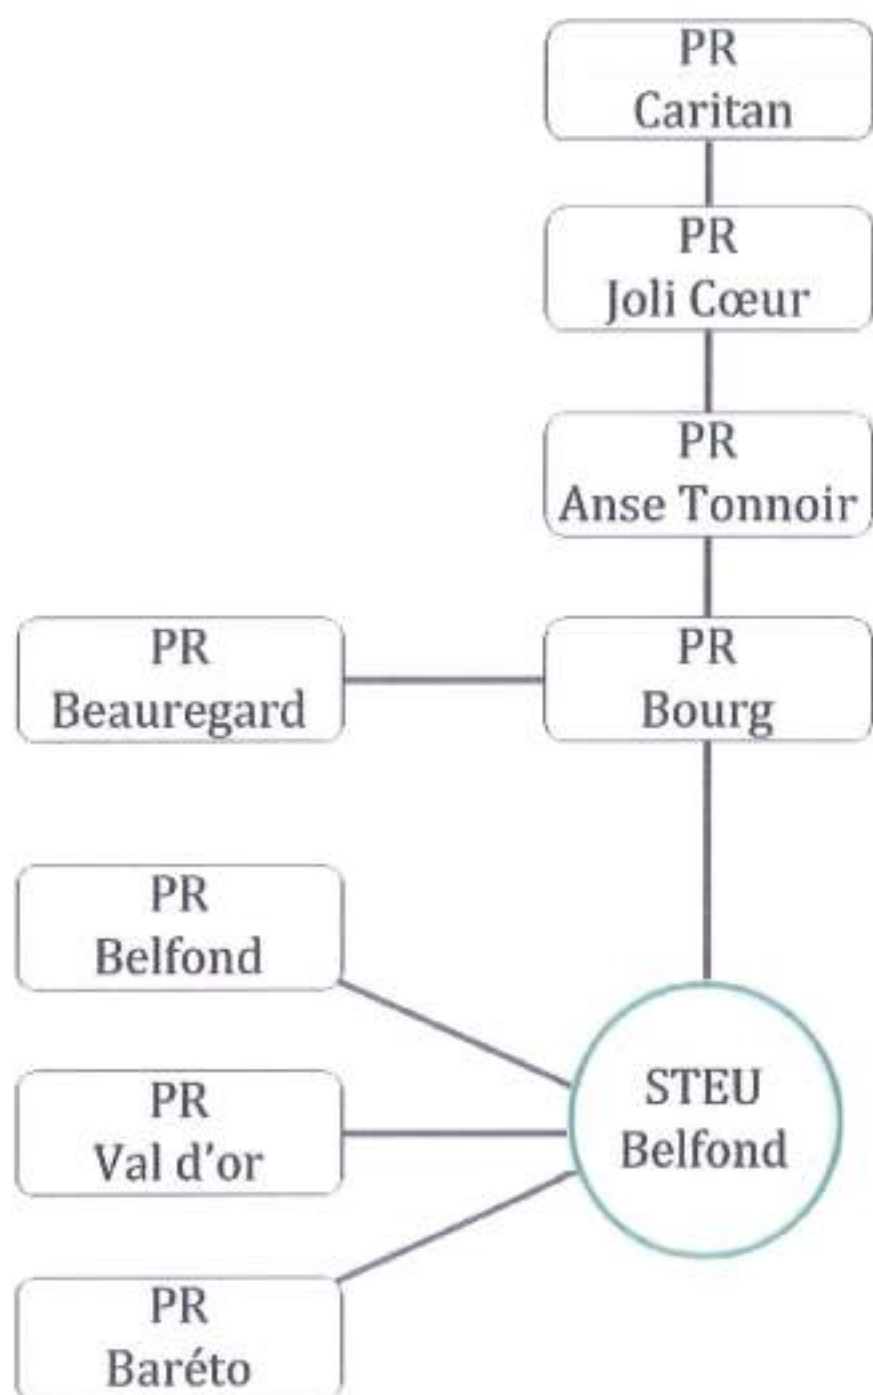 PR
Caritan
PR
Joli Cœur
PR
Anse Tonnoir
PR
Beauregard
PR
Bourg
PR
Belfond
STEU
Belfond
PR
Val d'or
PR
Baréto